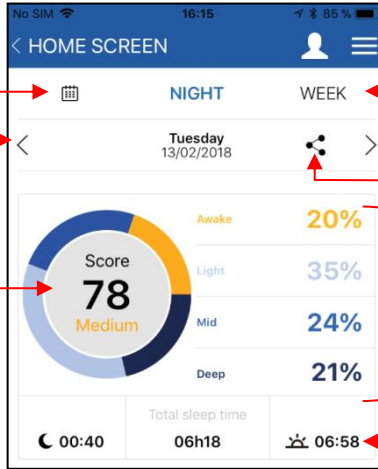 No SIM 16:15 85 %
< HOME SCREEN
NIGHT WEEK
Tuesday
13/02/2018
Awake 20%
Light 35%
Score
78
Medium
Mid 24%
Deep 21%
Total sleep time
00:40 06h18 06:58